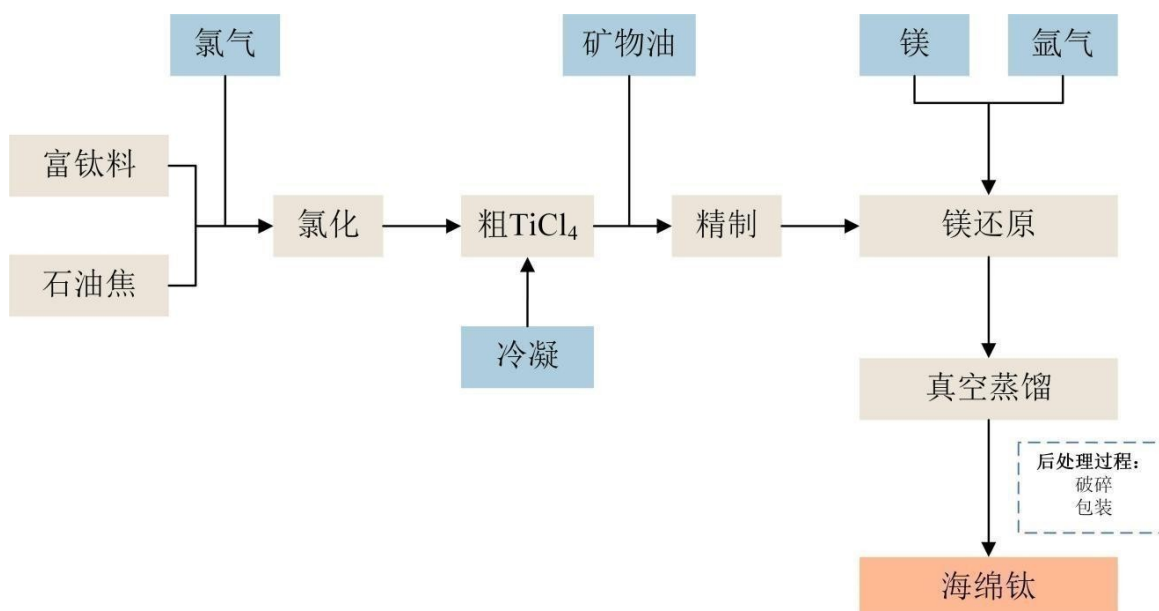 氯气
矿物油
镁
氩气
富钛料
石油焦
氯化
粗TiCl₄
精制
镁还原
冷凝
真空蒸馏
后处理过程：
破碎
包装
海绵钛